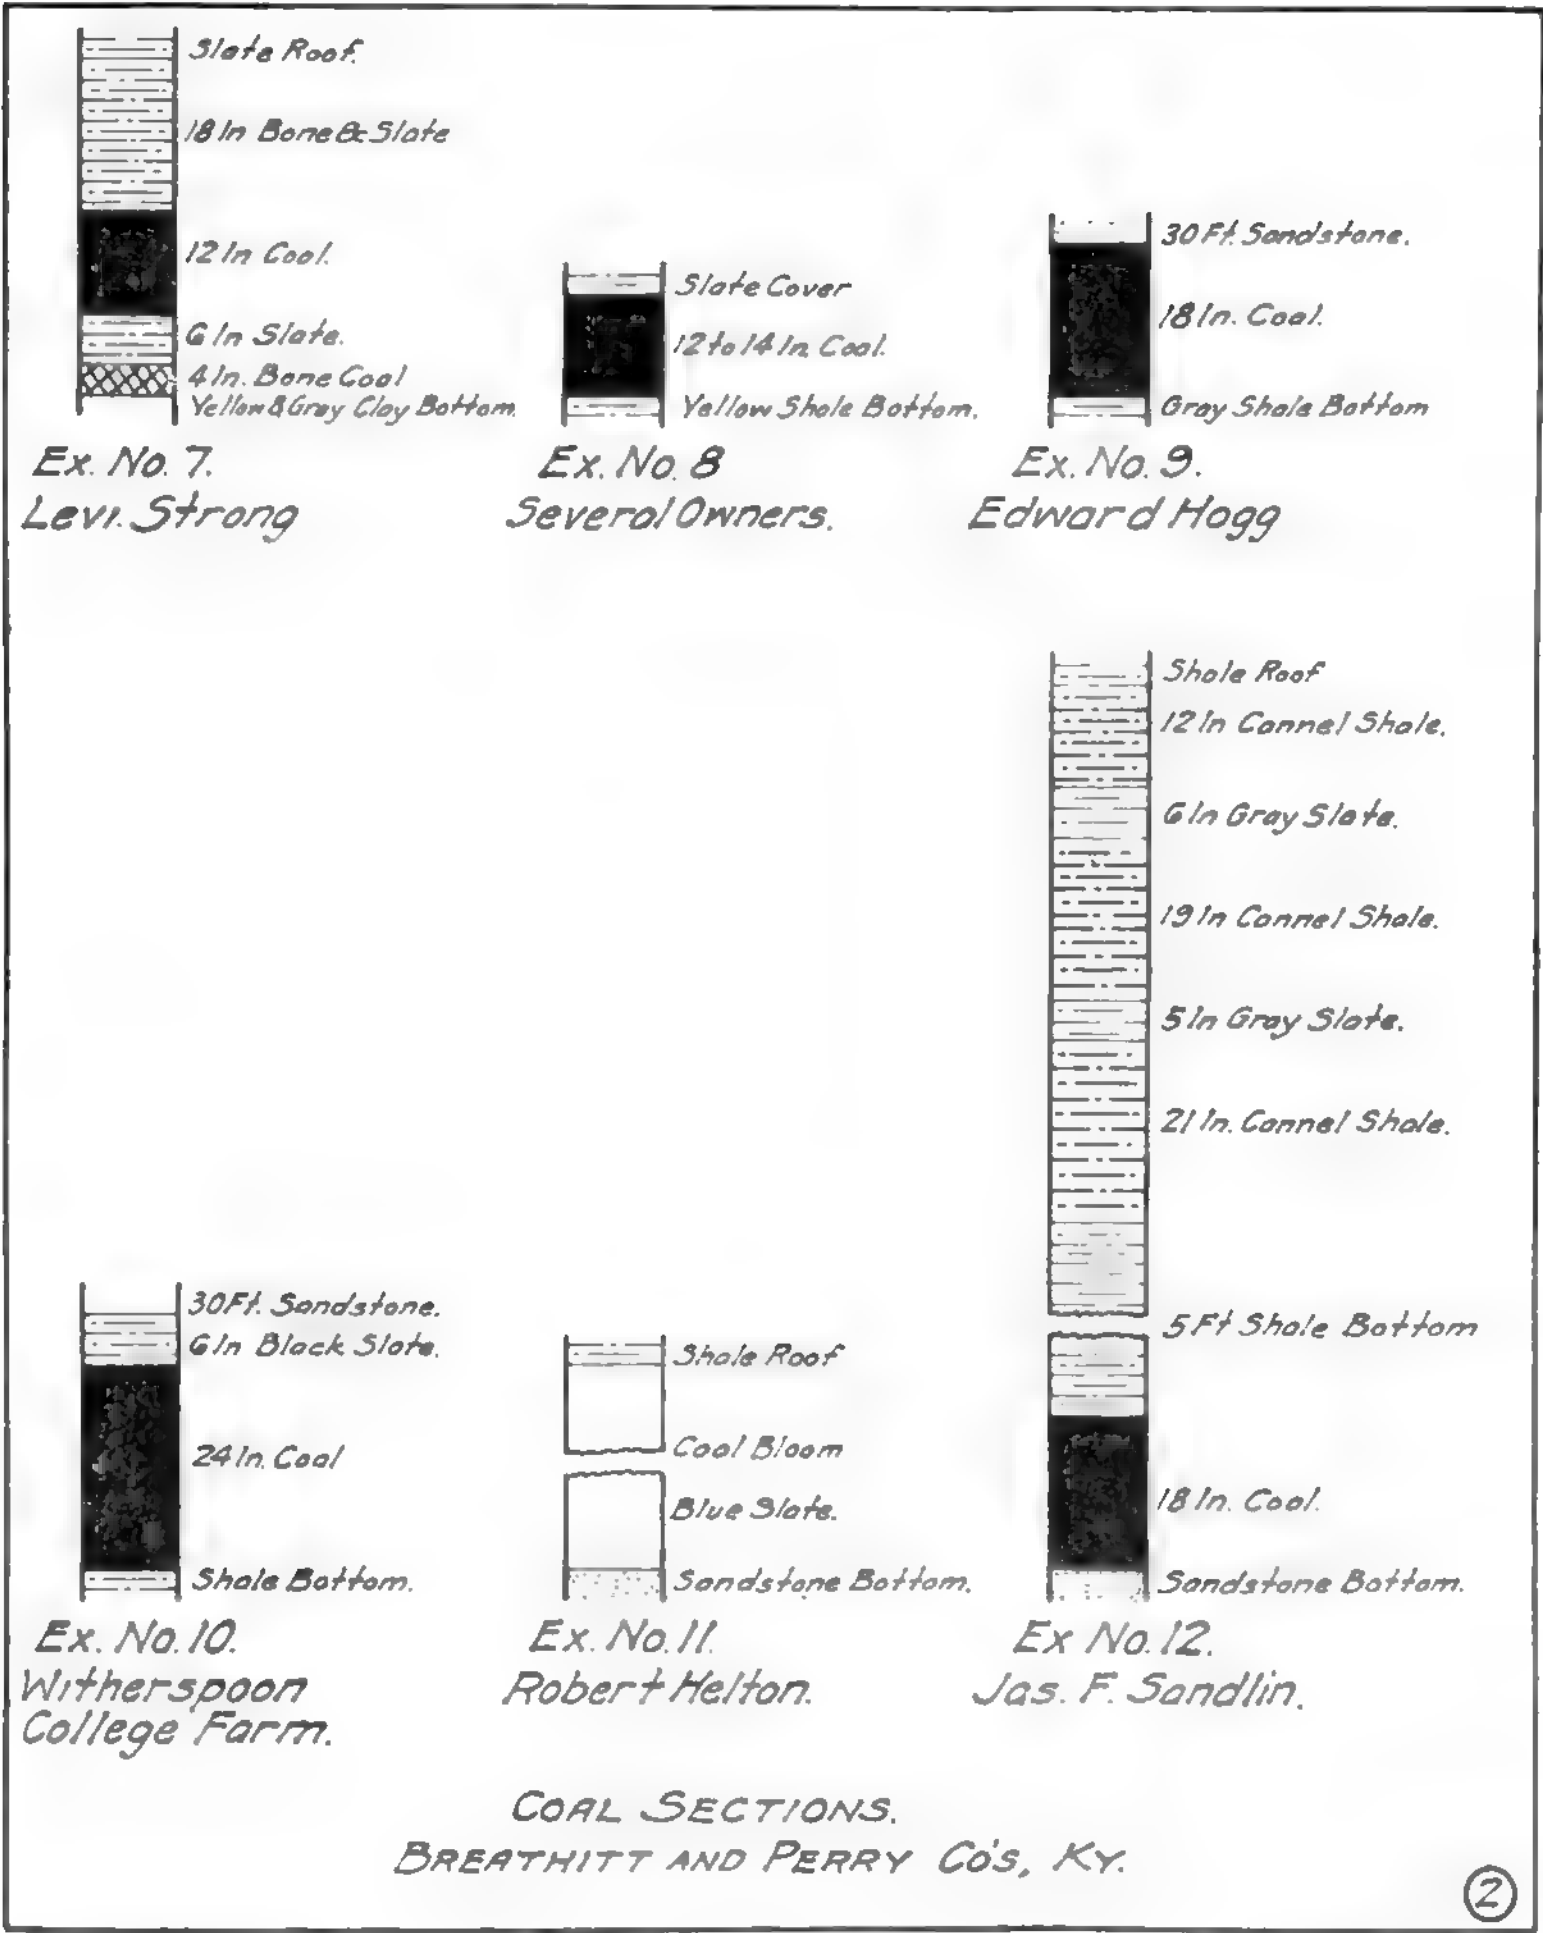 Slate Roof.
18 In Bone & Slate
12 In Coal.
6 In Slate.
4 In. Bone Coal
Yellow & Gray Clay Bottom.
Ex. No. 7.
Levi. Strong
Slate Cover
12 to 14 In. Coal.
Yellow Shale Bottom.
Ex. No. 8
Several Owners.
30 Ft. Sandstone.
18 In. Coal.
Gray Shale Bottom
Ex. No. 9.
Edward Hogg
30 Ft. Sandstone.
6 In Black Slate.
24 In. Coal
Shale Bottom.
Ex. No. 10.
Witherspoon
College Farm.
Shale Roof
Coal Bloom
Blue Slate.
Sandstone Bottom.
Ex. No. 11.
Robert Helton.
Shale Roof
12 In Cannel Shale.
6 In Gray Slate.
19 In Cannel Shale.
5 In Gray Slate.
21 In. Cannel Shale.
5 Ft Shale Bottom
18 In. Coal.
Sandstone Bottom.
Ex No. 12.
Jas. F. Sandlin.
COAL SECTIONS.
BREATHITT AND PERRY CO'S, KY.
2